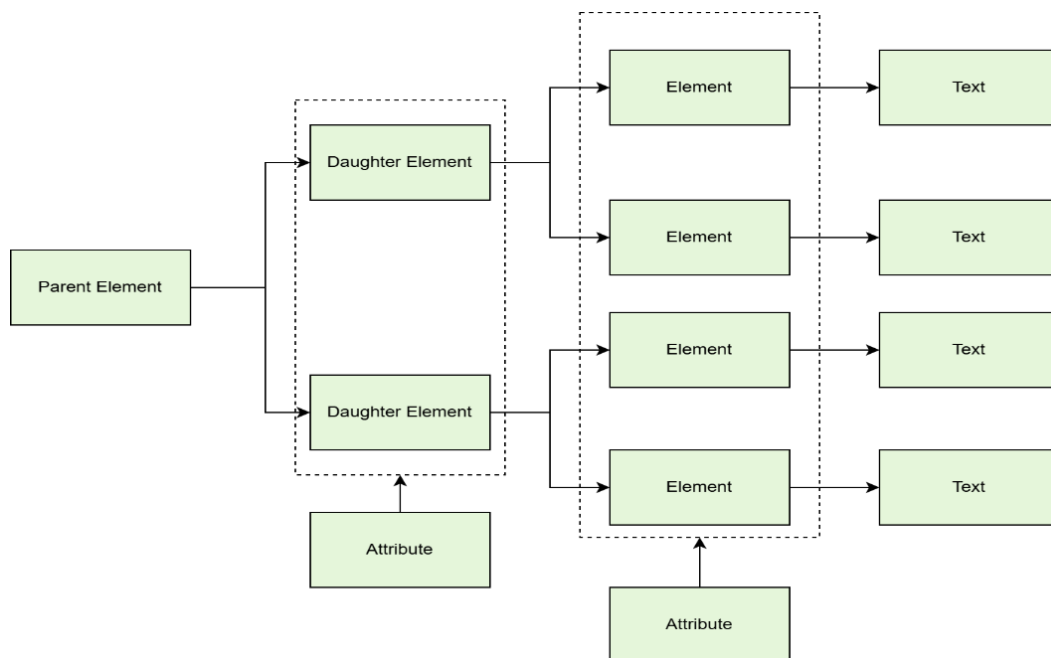 Element
Text
Daughter Element
Element
Text
Parent Element
Element
Text
Daughter Element
Element
Text
Attribute
Attribute